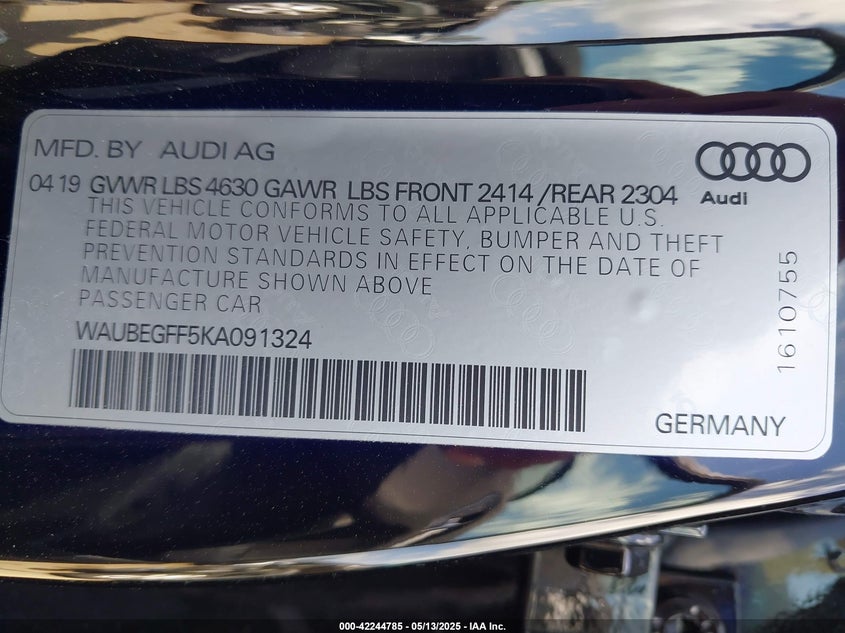 MFD. BY AUDI AG
Audi
04 19 GVWR LBS 4630 GAWR LBS FRONT 2414 /REAR 2304
THIS VEHICLE CONFORMS TO ALL APPLICABLE U.S.
FEDERAL MOTOR VEHICLE SAFETY, BUMPER AND THEFT
PREVENTION STANDARDS IN EFFECT ON THE DATE OF
MANUFACTURE SHOWN ABOVE
PASSENGER CAR
WAUBEGFF5KA091324
1610755
GERMANY
000-42244785 - 05/13/2025 - IAA Inc.